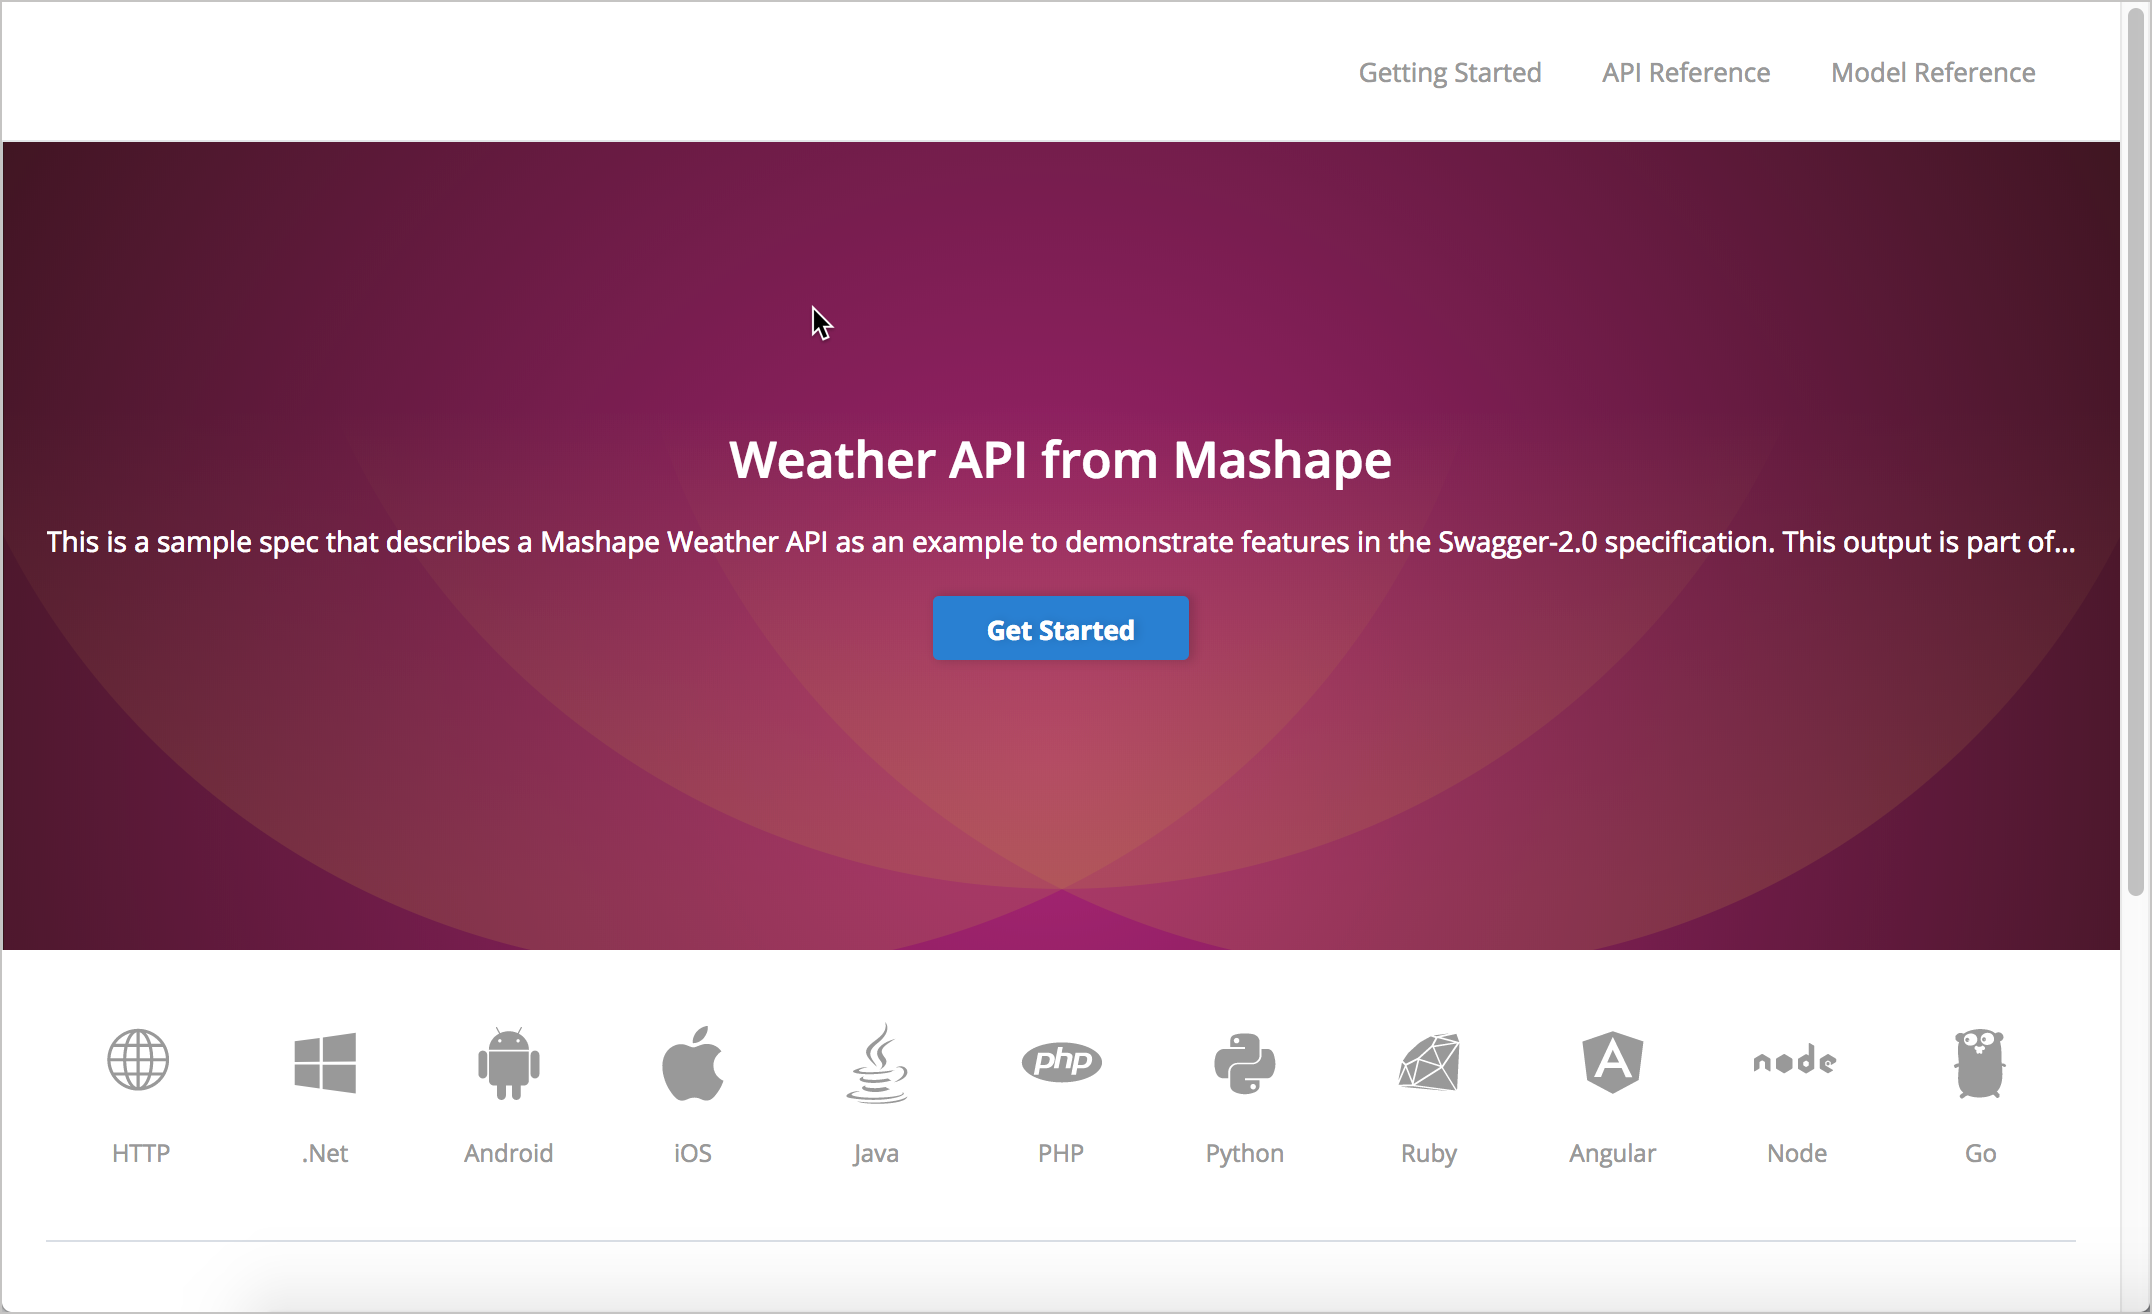 Getting Started API Reference Model Reference
Weather API from Mashape
This is a sample spec that describes a Mashape Weather API as an example to demonstrate features in the Swagger-2.0 specification. This output is part of...
Get Started
php
A
node
HTTP .Net Android iOS Java PHP Python Ruby Angular Node Go